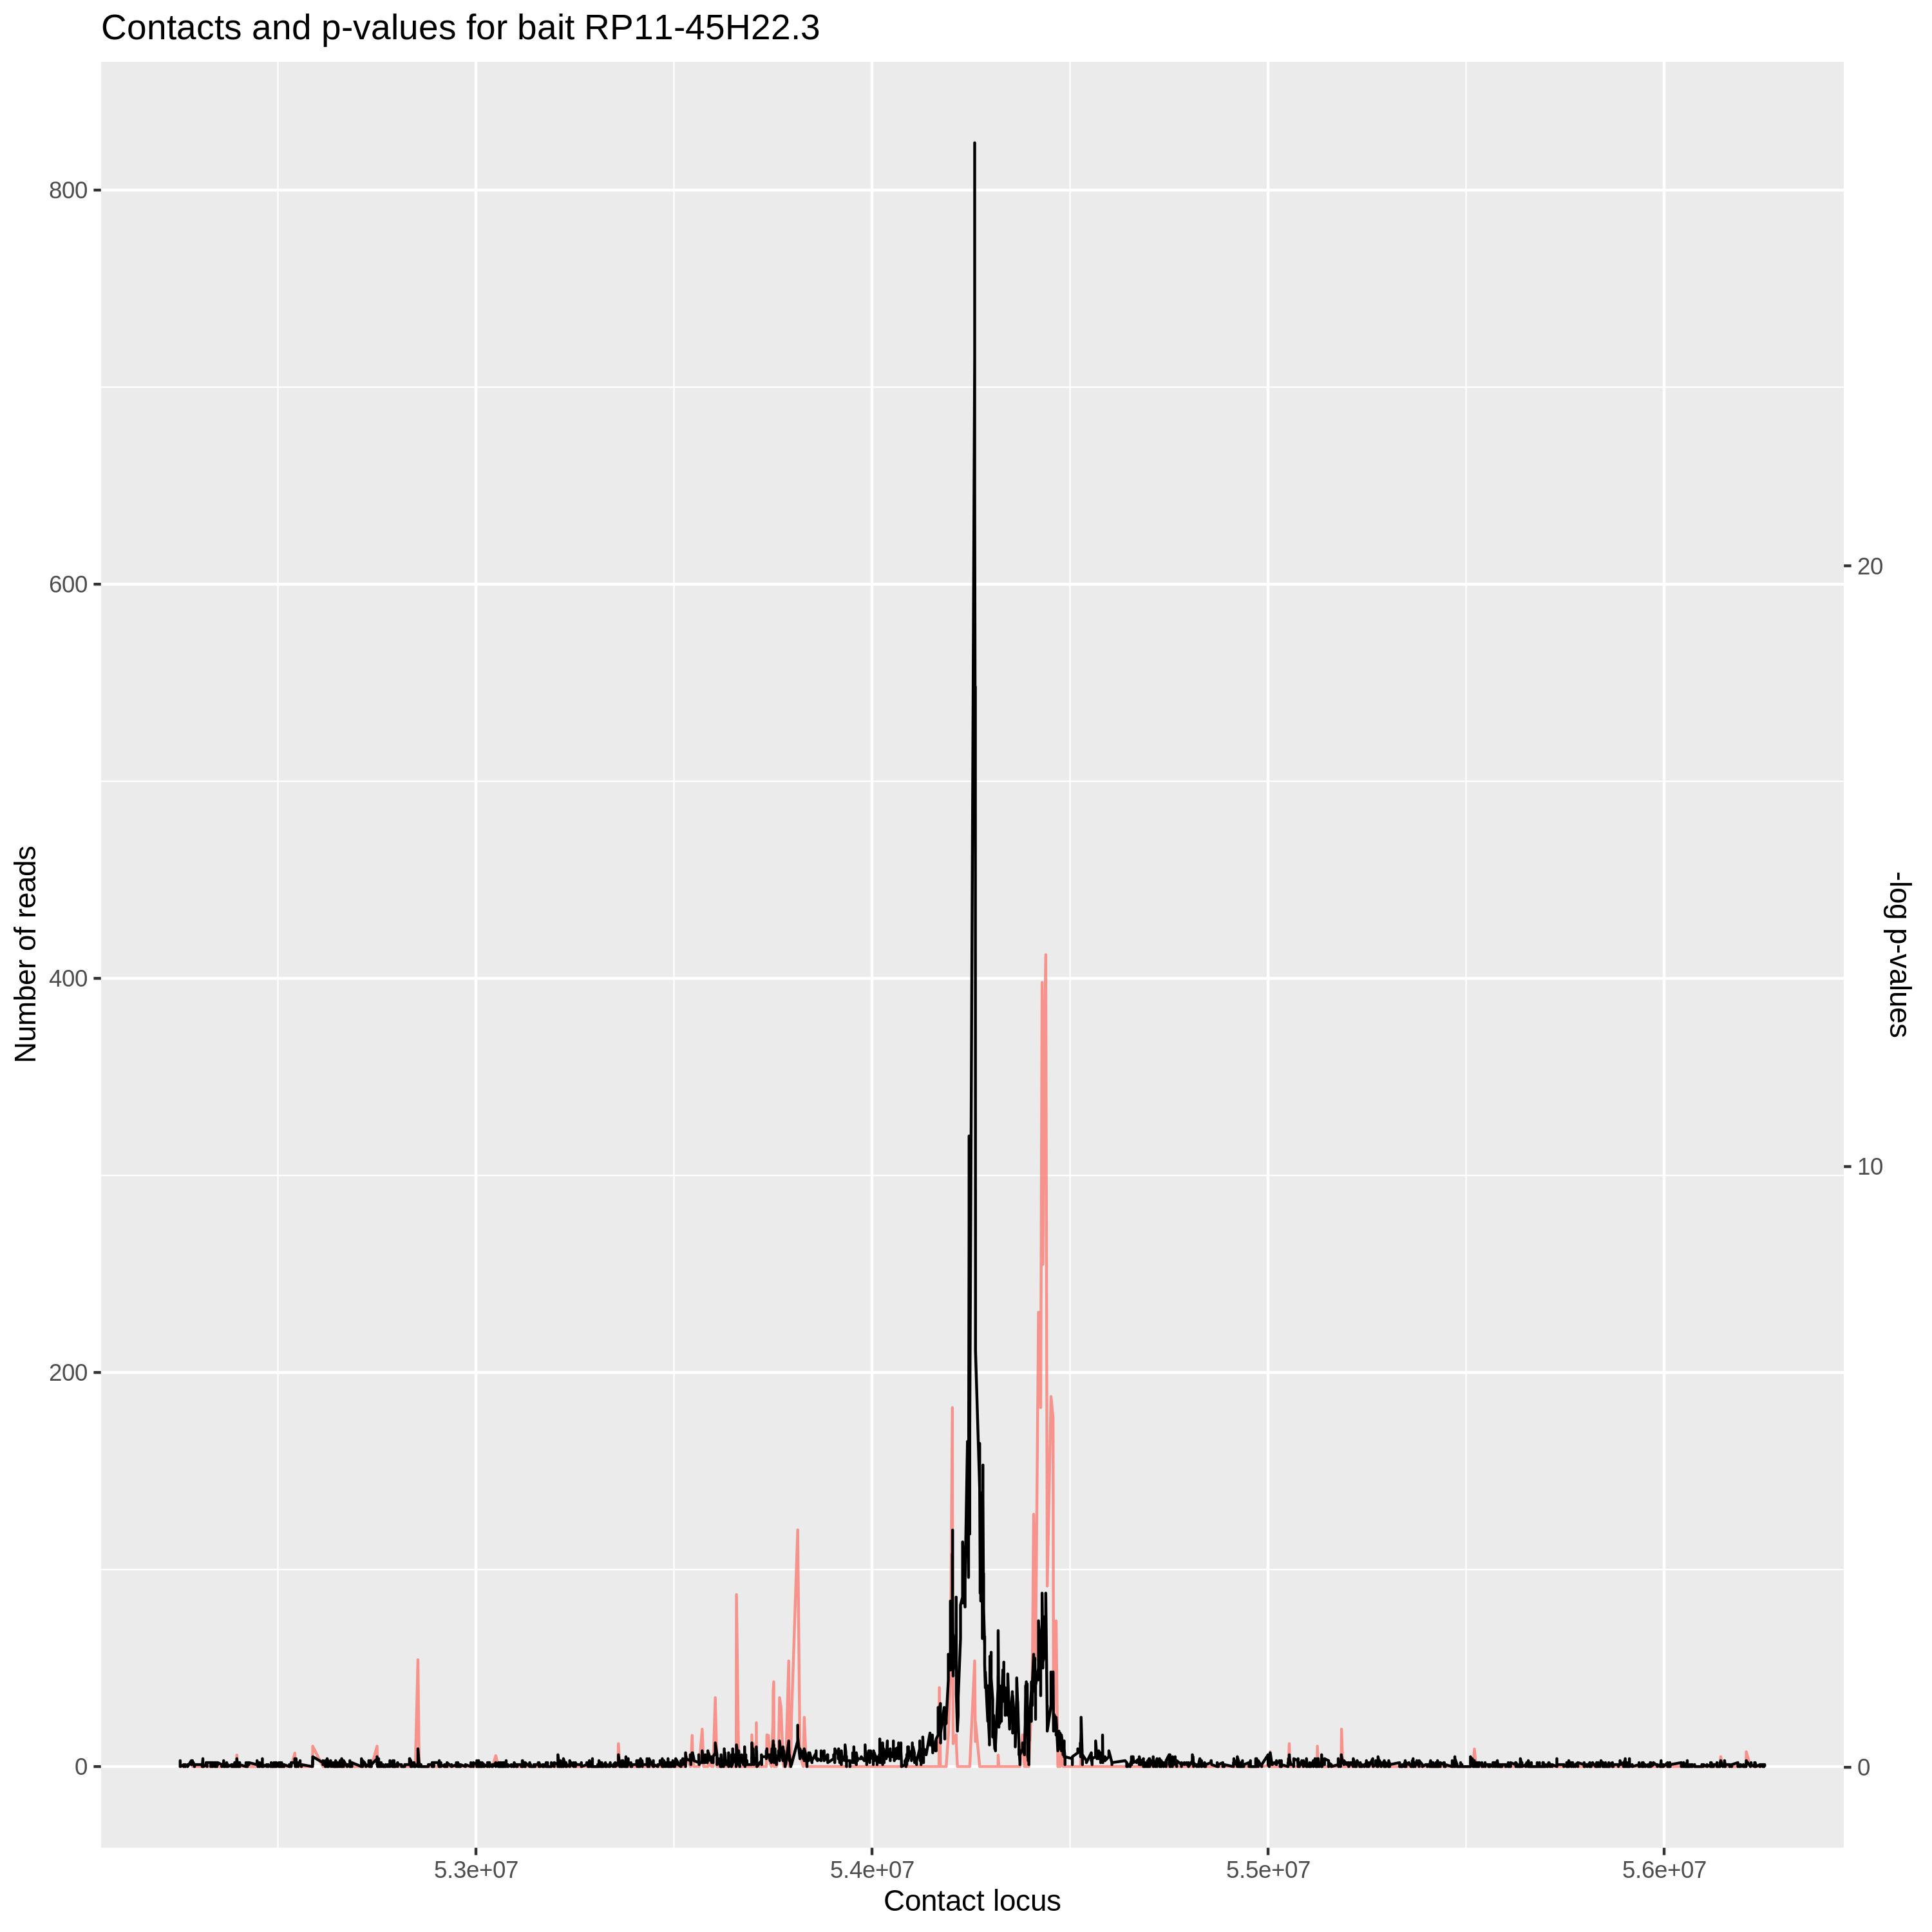 Contacts and p-values for bait RP11-45H22.3
800
600
400
200
0
Number of reads
20
10
0
-log p-values
5.3e+07 5.4e+07 5.5e+07 5.6e+07
Contact locus